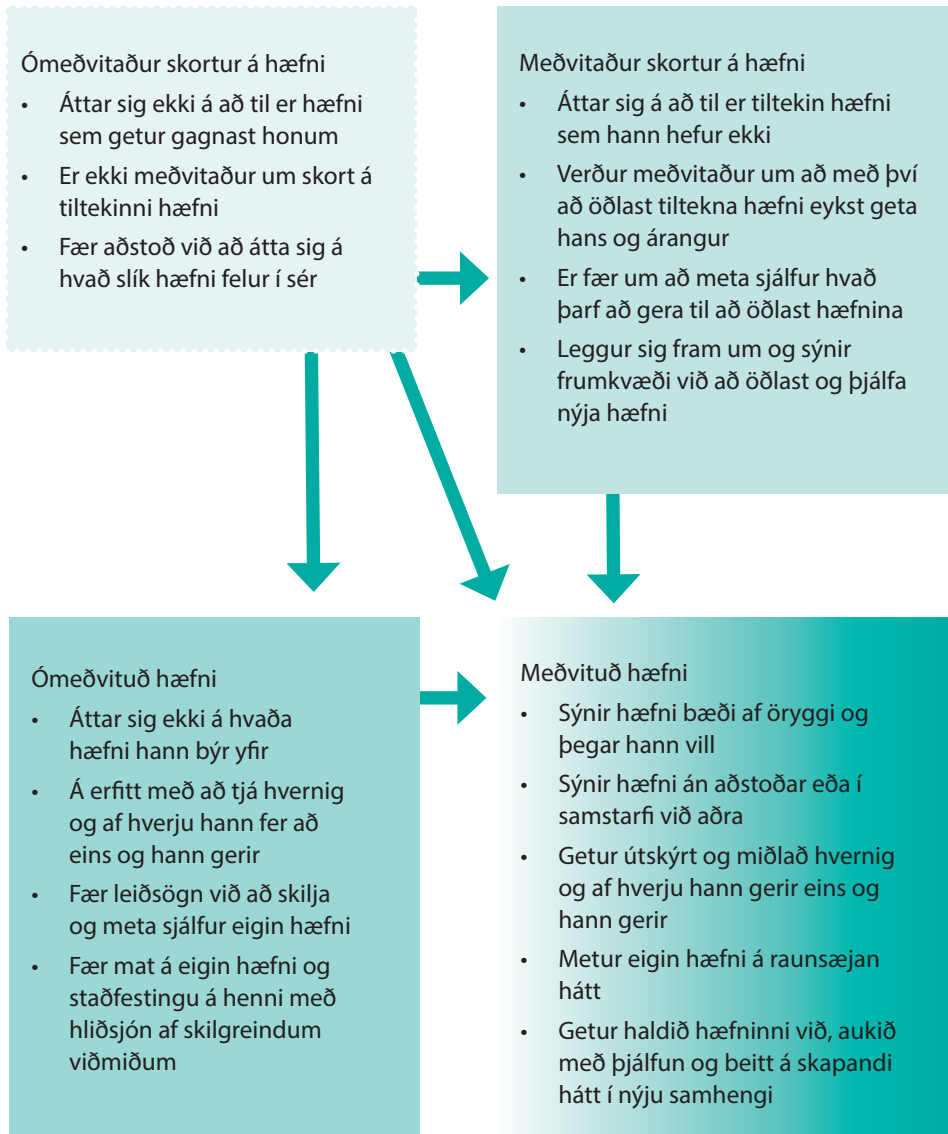 Ómeðvitaður skortur á hæfni
• Áttar sig ekki á að til er hæfni
sem getur gagnast honum
• Er ekki meðvitaður um skort á
tiltekinni hæfni
• Fær aðstoð við að átta sig á
hvað slík hæfni felur í sér
Meðvitaður skortur á hæfni
• Áttar sig á að til er tiltekin hæfni
sem hann hefur ekki
• Verður meðvitaður um að með því
að öðlast tiltekna hæfni eykst geta
hans og árangur
• Er fær um að meta sjálfur hvað
þarf að gera til að öðlast hæfnina
• Leggur sig fram um og sýnir
frumkvæði við að öðlast og þjálfa
nýja hæfni
Ómeðvituð hæfni
• Áttar sig ekki á hvaða
hæfni hann býr yfir
• Á erfitt með að tjá hvernig
og af hverju hann fer að
eins og hann gerir
• Fær leiðsögn við að skilja
og meta sjálfur eigin hæfni
• Fær mat á eigin hæfni og
staðfestingu á henni með
hliðsjón af skilgreindum
viðmiðum
Meðvituð hæfni
• Sýnir hæfni bæði af öryggi og
þegar hann vill
• Sýnir hæfni án aðstoðar eða í
samstarfi við aðra
• Getur útskýrt og miðlað hvernig
og af hverju hann gerir eins og
hann gerir
• Metur eigin hæfni á raunsæjan
hátt
• Getur haldið hæfninni við, aukið
með þjálfun og beitt á skapandi
hátt í nýju samhengi